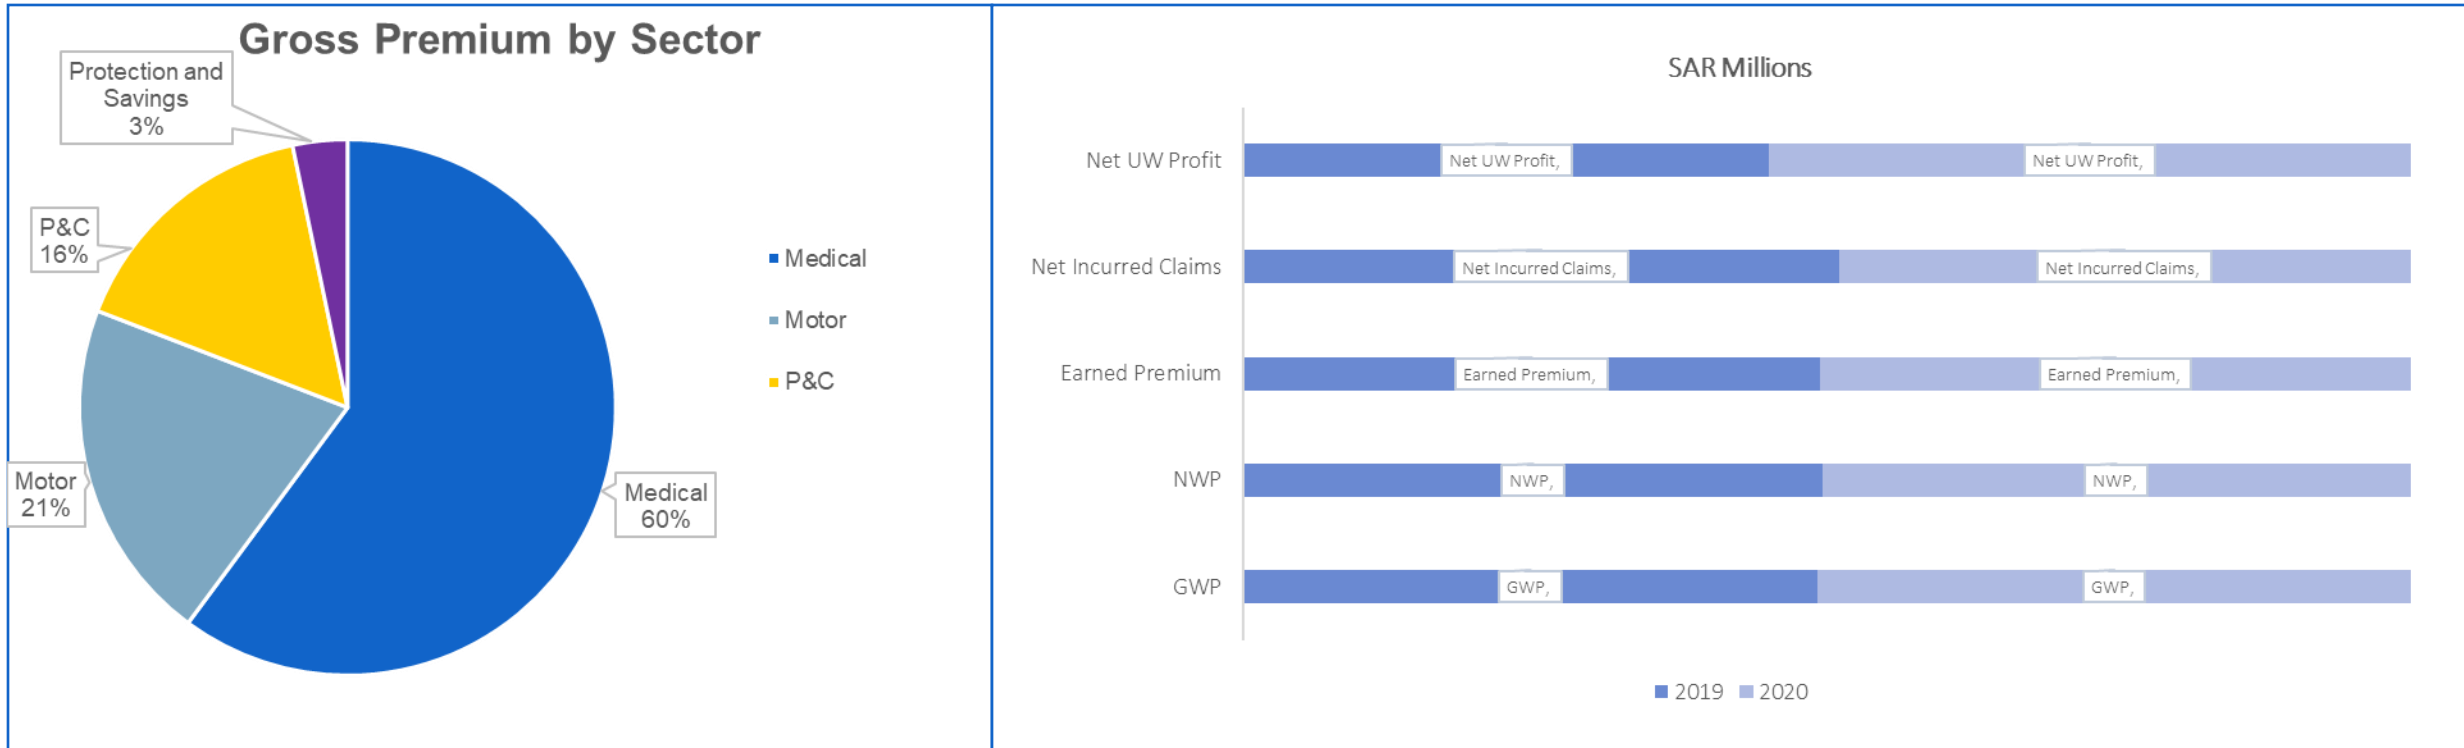 Gross Premium by Sector
Protection and
Savings
3%
P&C
16%
Motor
21%
Medical
60%
Medical
Motor
P&C
SAR Millions
Net UW Profit
Net UW Profit,
Net UW Profit,
Net Incurred Claims
Net Incurred Claims,
Net Incurred Claims,
Earned Premium
Earned Premium,
Earned Premium,
NWP
NWP,
NWP,
GWP
GWP,
GWP,
2019
2020